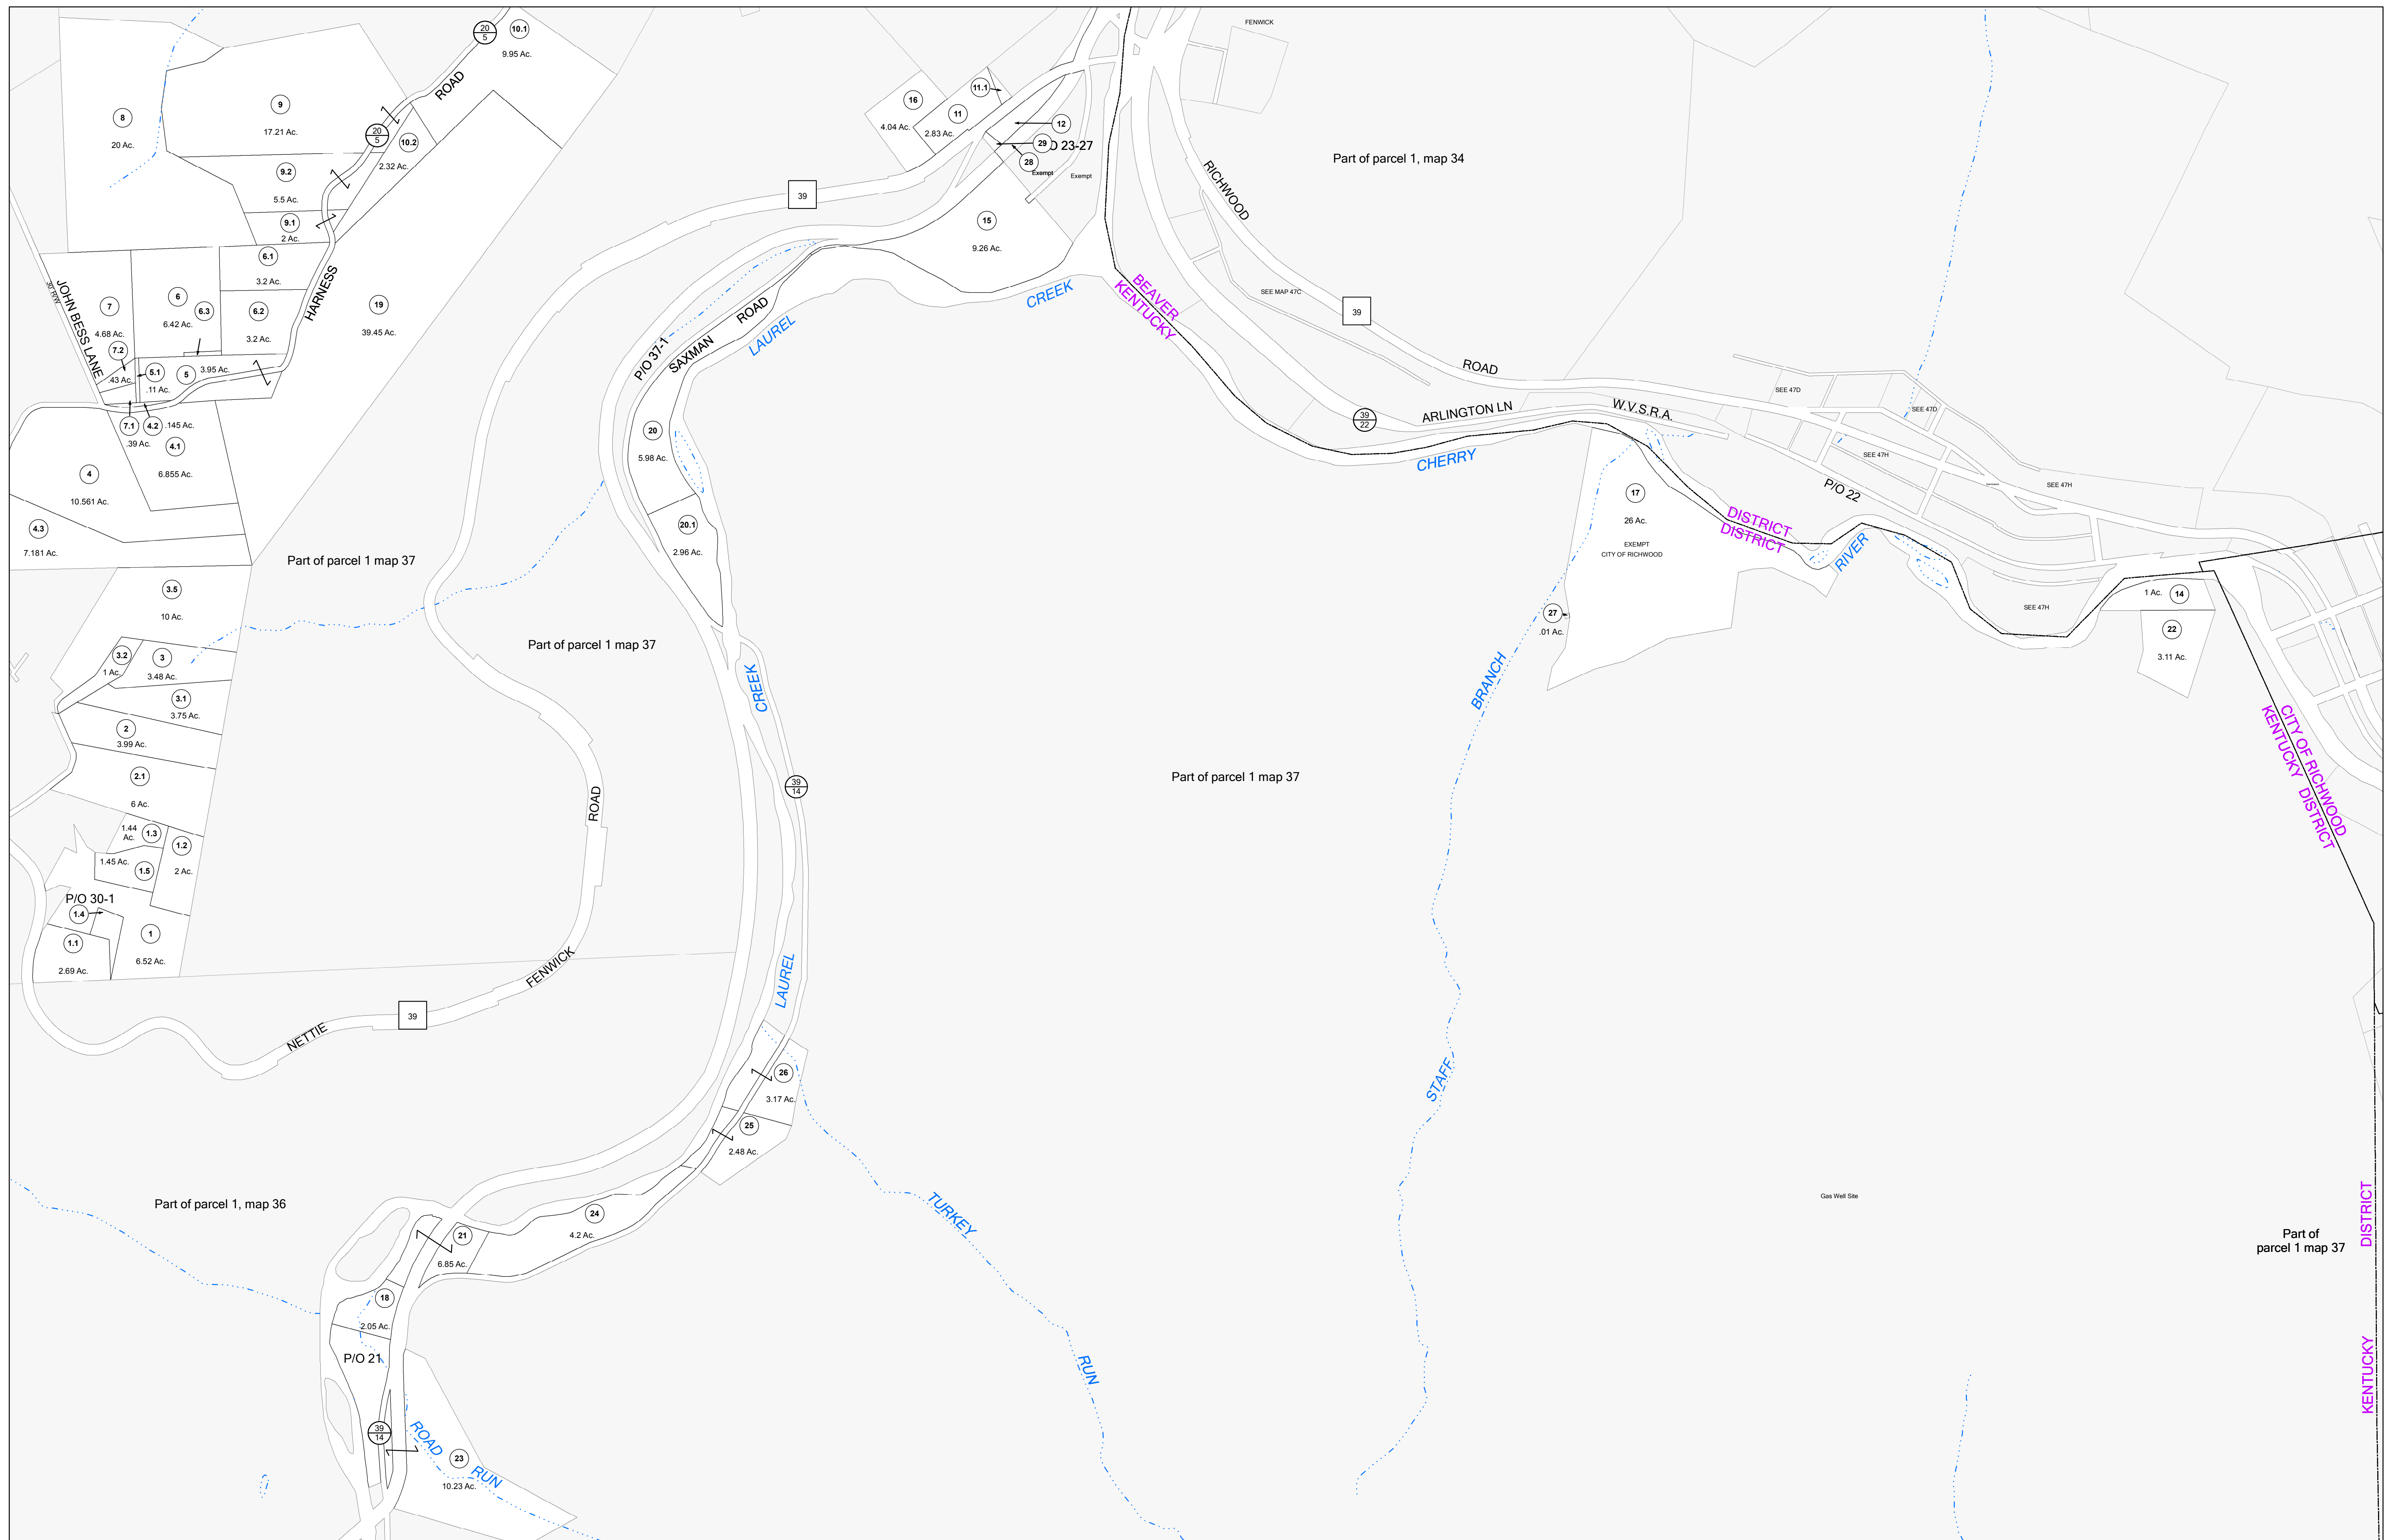 20
5
10.1
9.95 Ac.
ROAD
FENWICK
8
20 Ac.
9
17.21 Ac.
20
5
10.2
2.32 Ac.
9.2
5.5 Ac.
9.1
2 Ac.
16
4.04 Ac.
11
2.83 Ac.
11.1
12
29
O 23-27
28
Exempt
Exempt
39
15
9.26 Ac.
Part of parcel 1, map 34
RICHWOOD
JOHN BESS LANE
30' R/W
7
4.68 Ac.
6
6.42 Ac.
6.1
3.2 Ac.
6.2
3.2 Ac.
6.3
HARNESS
19
39.45 Ac.
7.2
.43 Ac.
5.1
.11 Ac.
5
3.95 Ac.
7.1
.39 Ac.
4.2
.145 Ac.
4.1
6.855 Ac.
4
10.561 Ac.
4.3
7.181 Ac.
P/O 37-1
SAXMAN
ROAD
LAUREL
CREEK
BEAVER
KENTUCKY
SEE MAP 47C
39
ROAD
39
22
ARLINGTON LN
W.V.S.R.A.
CHERRY
SEE 47D
SEE 47D
SEE 47H
SEE 47H
P/O 22
20
5.98 Ac.
20.1
2.96 Ac.
17
26 Ac.
EXEMPT
CITY OF RICHWOOD
DISTRICT
DISTRICT
RIVER
SEE 47H
1 Ac.
14
22
3.11 Ac.
27
.01 Ac.
Part of parcel 1 map 37
Part of parcel 1 map 37
Part of parcel 1 map 37
3.5
10 Ac.
3.2
1 Ac.
3
3.48 Ac.
3.1
3.75 Ac.
2
3.99 Ac.
2.1
6 Ac.
1.44
Ac.
1.3
1.2
2 Ac.
1.45 Ac.
1.5
P/O 30-1
1.4
1
6.52 Ac.
1.1
2.69 Ac.
CREEK
39
14
ROAD
BRANCH
CITY OF RICHWOOD
KENTUCKY DISTRICT
FENWICK
NETTIE
39
LAUREL
STAFF
26
3.17 Ac.
25
2.48 Ac.
Part of parcel 1, map 36
24
4.2 Ac.
21
6.85 Ac.
TURKEY
RUN
Gas Well Site
Part of
parcel 1 map 37
DISTRICT
KENTUCKY
18
2.05 Ac.
P/O 21
39
14
ROAD
RUN
23
10.23 Ac.